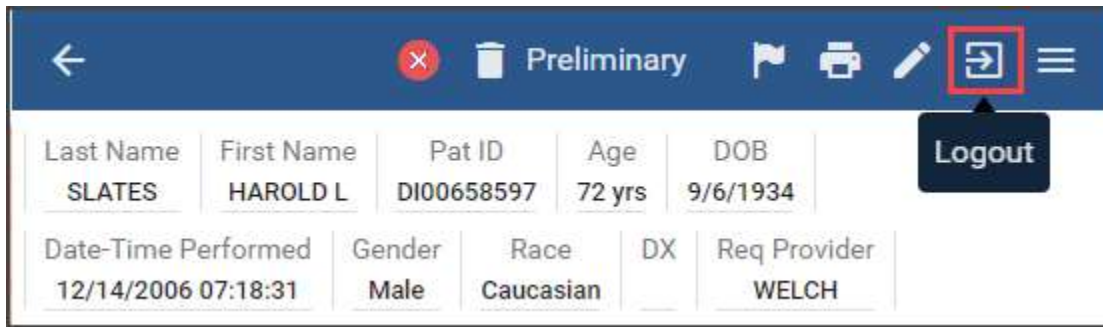 Preliminary
Logout
Last Name First Name Pat ID Age DOB
SLATES HAROLD L DI00658597 72 yrs 9/6/1934
Date-Time Performed Gender Race DX Req Provider
12/14/2006 07:18:31 Male Caucasian WELCH